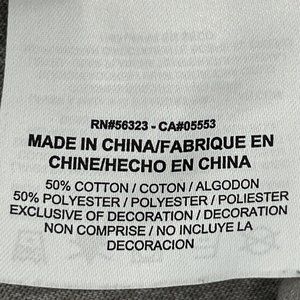 RN#56323 - CA#05553
MADE IN CHINA/FABRIQUE EN
CHINE/HECHO EN CHINA
50% COTTON / COTON / ALGODON
50% POLYESTER / POLYESTER / POLIESTER
EXCLUSIVE OF DECORATION / DECORATION
NON COMPRISE / NO INCLUYE LA
DECORACION